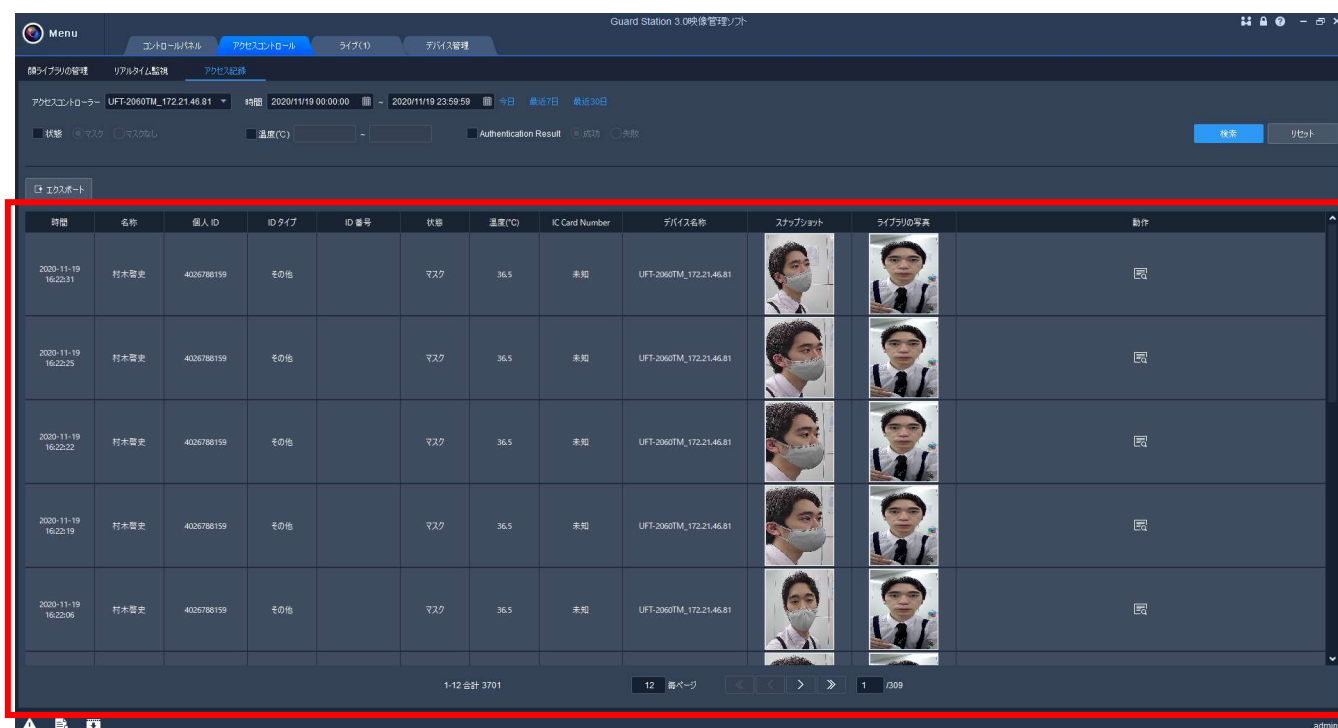 Guard Station 3.0映像管理ソフト
Menu
コントロールパネル アクセスコントロール ライブ(1) デバイス管理
顔ライブラリの管理 リアルタイム監視 アクセス記録
アクセスコントローラー UFT-2060TM_172.21.46.81 時間 2020/11/19 00:00:00 ~ 2020/11/19 23:59:59 今日 最近7日 最近30日
状態 マスク マスクなし 温度(℃) ~ Authentication Result 成功 失敗 検索 リセット
エクスポート
時間 名称 個人 ID ID タイプ ID 番号 状態 温度(℃) IC Card Number デバイス名称 スナップショット ライブラリの写真 動作
2020-11-19
16:22:31 村木啓史 4026788159 その他 マスク 36.5 未知 UFT-2060TM_172.21.46.81
2020-11-19
16:22:25 村木啓史 4026788159 その他 マスク 36.5 未知 UFT-2060TM_172.21.46.81
2020-11-19
16:22:22 村木啓史 4026788159 その他 マスク 36.5 未知 UFT-2060TM_172.21.46.81
2020-11-19
16:22:19 村木啓史 4026788159 その他 マスク 36.5 未知 UFT-2060TM_172.21.46.81
2020-11-19
16:22:06 村木啓史 4026788159 その他 マスク 36.5 未知 UFT-2060TM_172.21.46.81
1-12 合計 3701 12 毎ページ 1 /309
admin